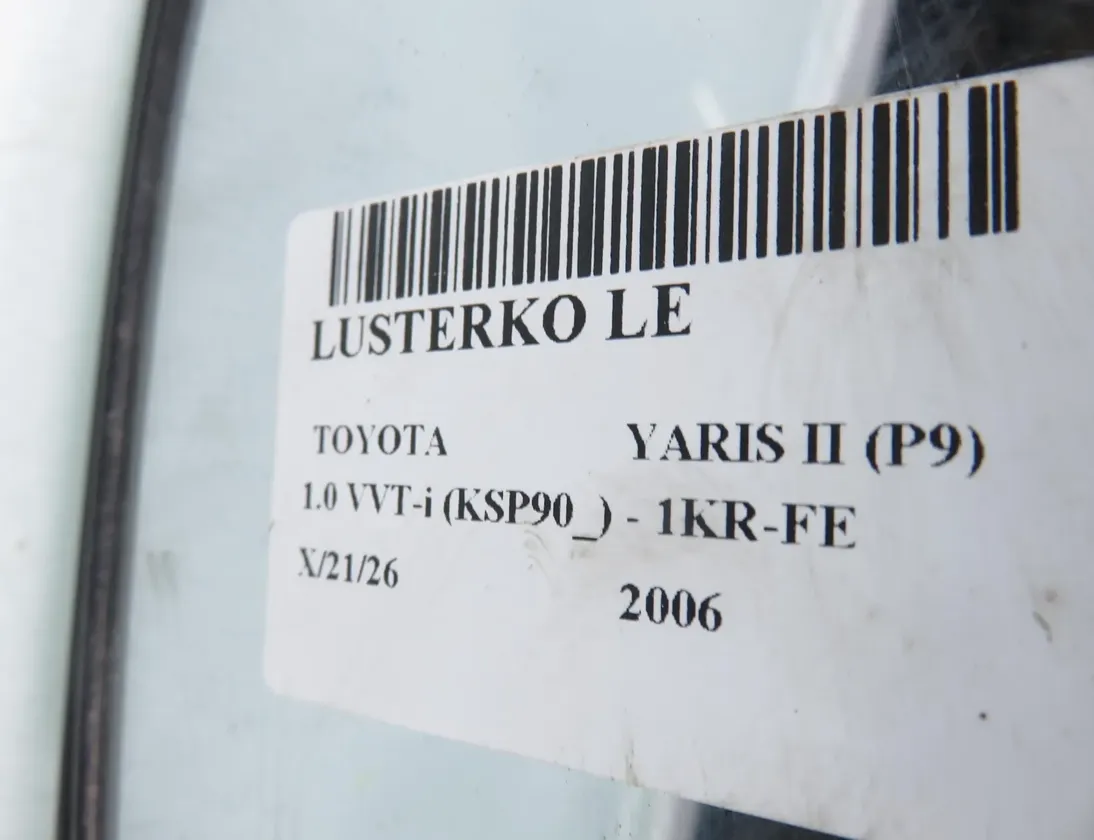 LUSTERKO LE
TOYOTA YARIS II (P9)
1.0 VVT-i (KSP90_) - 1KR-FE
X/21/26 2006